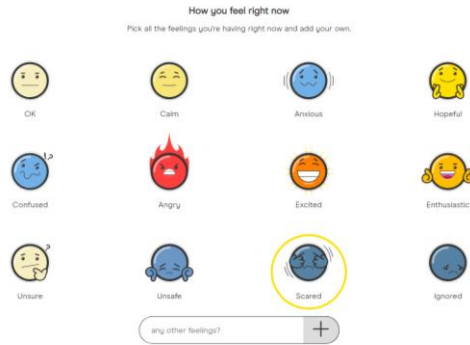 How you feel right now
Pick all the feelings you're having right now and add your own.
OK Calm Anxious Hopeful
Confused Angry Excited Enthusiastic
Unsure Unsafe Scared Ignored
any other feelings? +